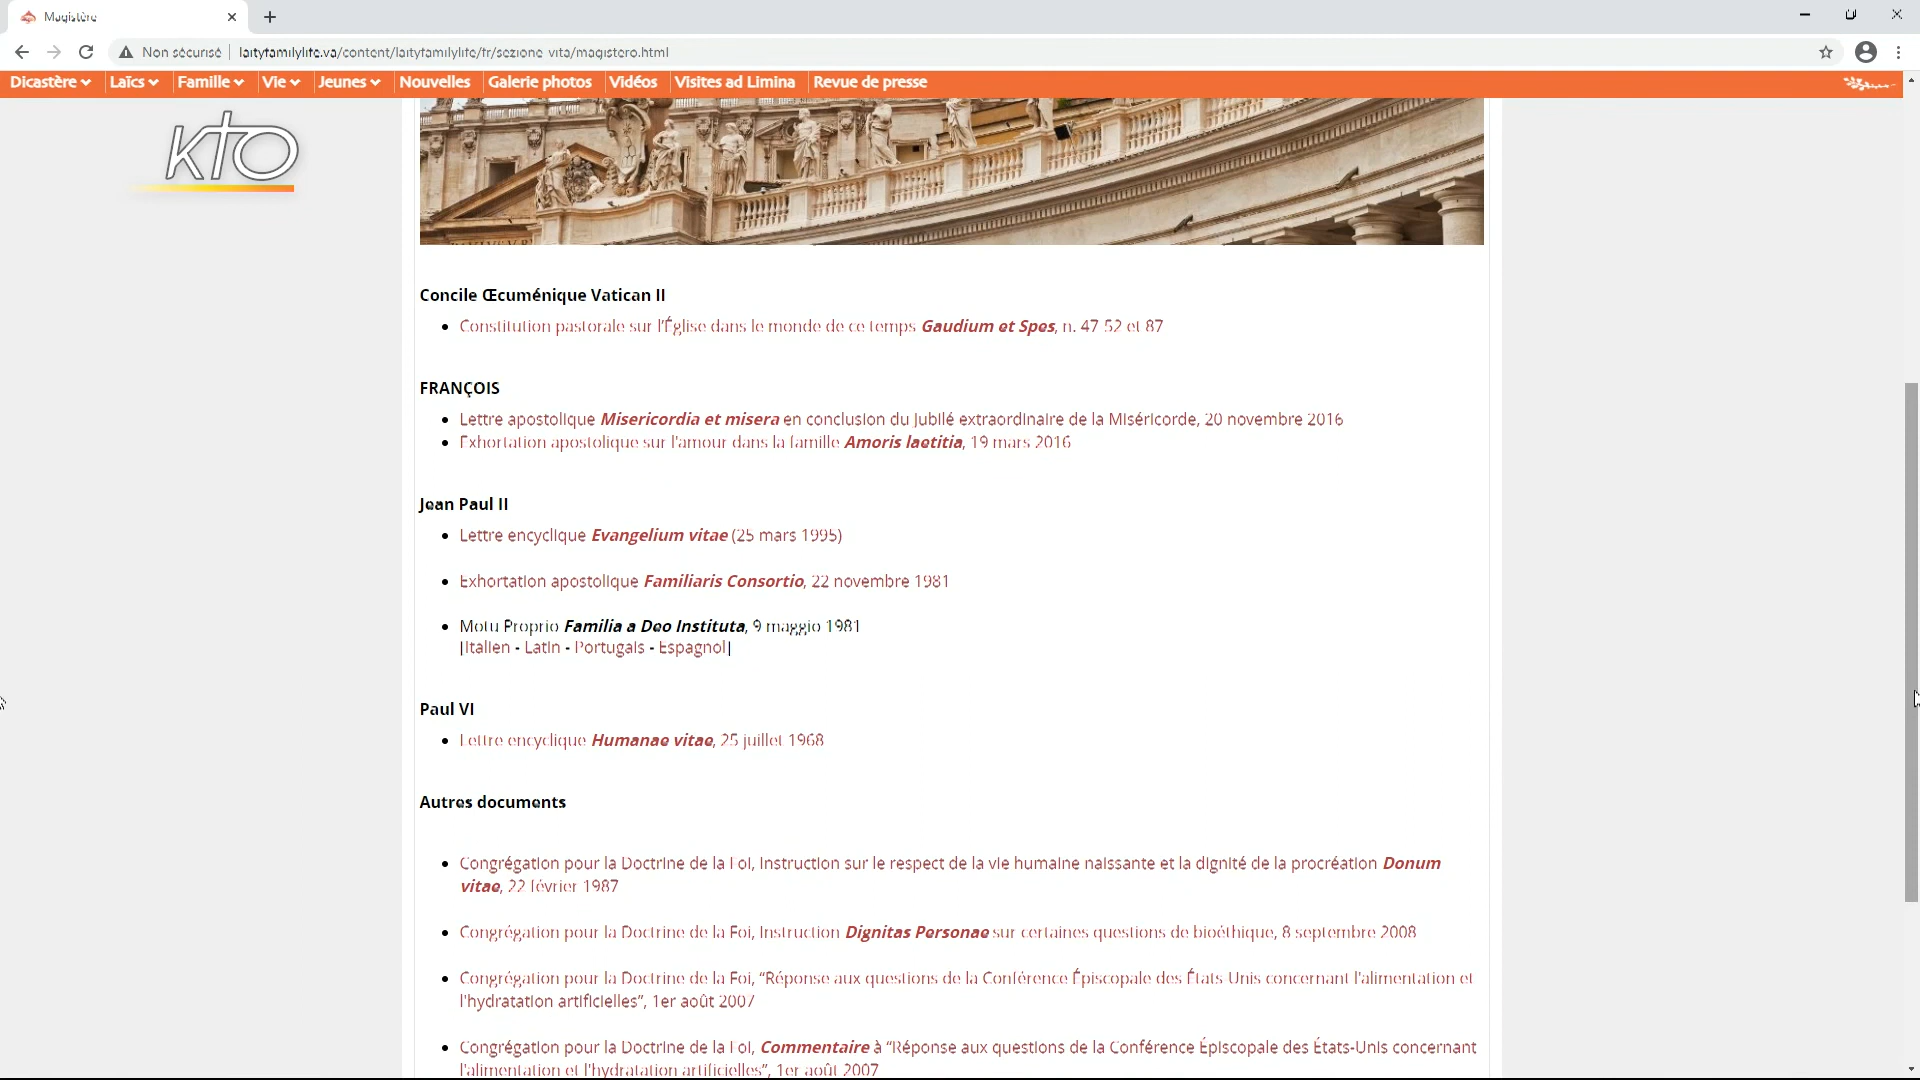 Magistère
Non sécurisé | laityfamilylife.va/content/laityfamilylife/fr/sezione-vita/magistero.html
Dicastère Laïcs Famille Vie Jeunes Nouvelles Galerie photos Vidéos Visites ad Limina Revue de presse
kto
Concile Œcuménique Vatican II
Constitution pastorale sur l'Église dans le monde de ce temps Gaudium et Spes, n. 47-52 et 87
FRANÇOIS
Lettre apostolique Misericordia et misera en conclusion du Jubilé extraordinaire de la Miséricorde, 20 novembre 2016
Exhortation apostolique sur l'amour dans la famille Amoris laetitia, 19 mars 2016
Jean Paul II
Lettre encyclique Evangelium vitae (25 mars 1995)
Exhortation apostolique Familiaris Consortio, 22 novembre 1981
Motu Proprio Familia a Deo Instituta, 9 maggio 1981
[Italien - Latin - Portugais - Espagnol]
Paul VI
Lettre encyclique Humanae vitae, 25 juillet 1968
Autres documents
Congrégation pour la Doctrine de la Foi, Instruction sur le respect de la vie humaine naissante et la dignité de la procréation Donum
vitae, 22 février 1987
Congrégation pour la Doctrine de la Foi, Instruction Dignitas Personae sur certaines questions de bioéthique, 8 septembre 2008
Congrégation pour la Doctrine de la Foi, “Réponse aux questions de la Conférence Épiscopale des États-Unis concernant l'alimentation et
l'hydratation artificielles”, 1er août 2007
Congrégation pour la Doctrine de la Foi, Commentaire à “Réponse aux questions de la Conférence Épiscopale des États-Unis concernant
l'alimentation et l'hydratation artificielles”, 1er août 2007